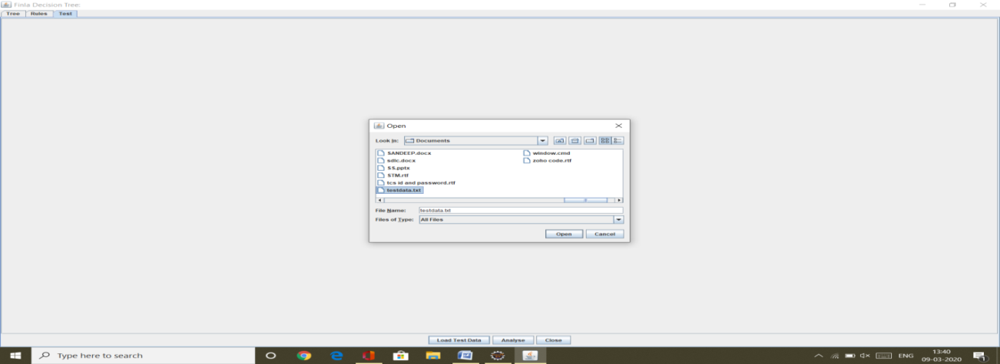 Finla Decision Tree:
Tree Rules Test
Open
Look In: Documents
SANDEEP.docx window.cmd
sdlc.docx zoho code.rtf
SS.pptx
STM.rtf
tcs id and password.rtf
testdata.txt
File Name: testdata.txt
Files of Type: All Files
Open Cancel
Load Test Data Analyse Close
Type here to search
ENG
13:40
09-03-2020